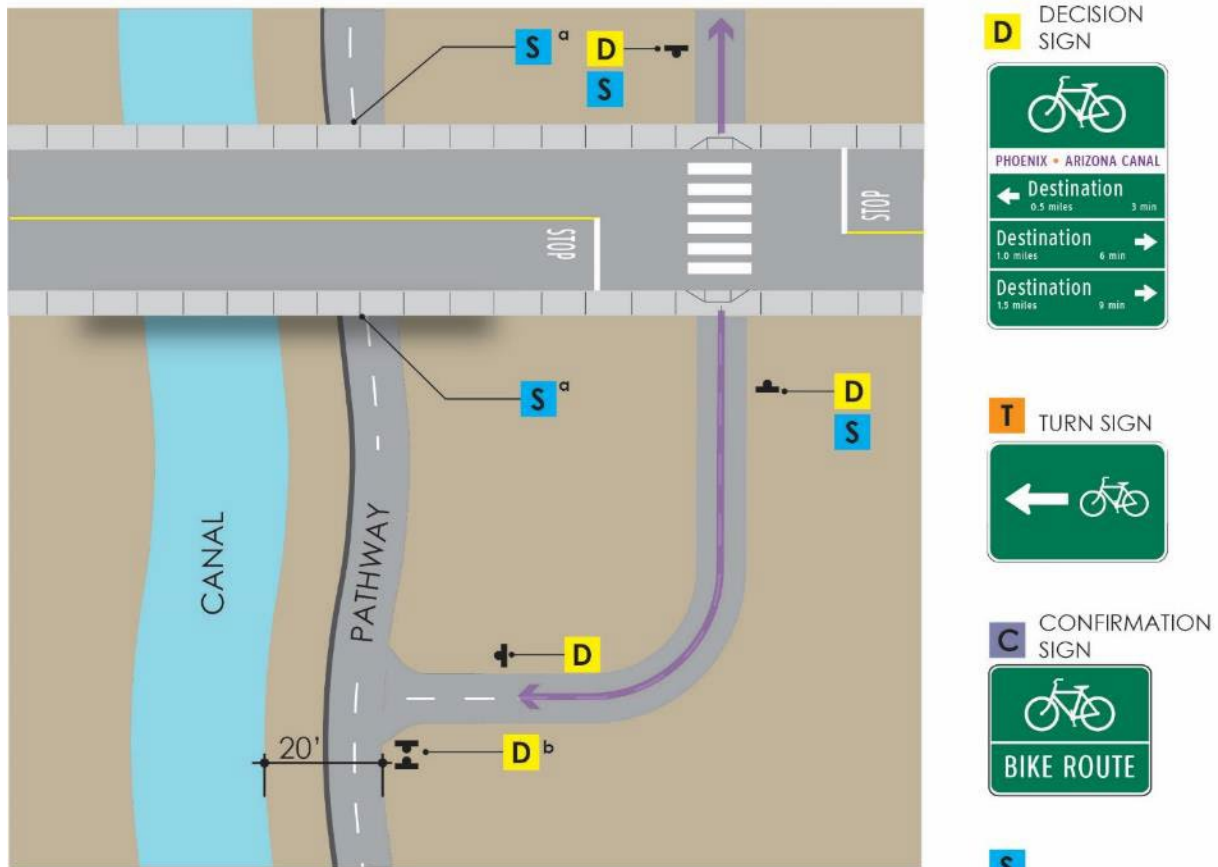 S a
D
S
STOP
STOP
S a
D
S
CANAL
PATHWAY
D
20'
D b
D DECISION
SIGN
PHOENIX • ARIZONA CANAL
Destination
0.5 miles 3 min
Destination
1.0 miles 6 min
Destination
1.5 miles 9 min
T TURN SIGN
C CONFIRMATION
SIGN
BIKE ROUTE
S